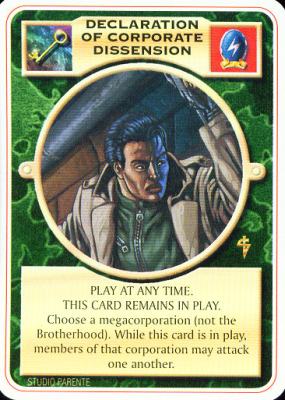 DECLARATION
OF CORPORATE
DISSENSION
PLAY AT ANY TIME.
THIS CARD REMAINS IN PLAY.
Choose a megacorporation (not the
Brotherhood). While this card is in play,
members of that corporation may attack
one another.
STUDIO PARENTE